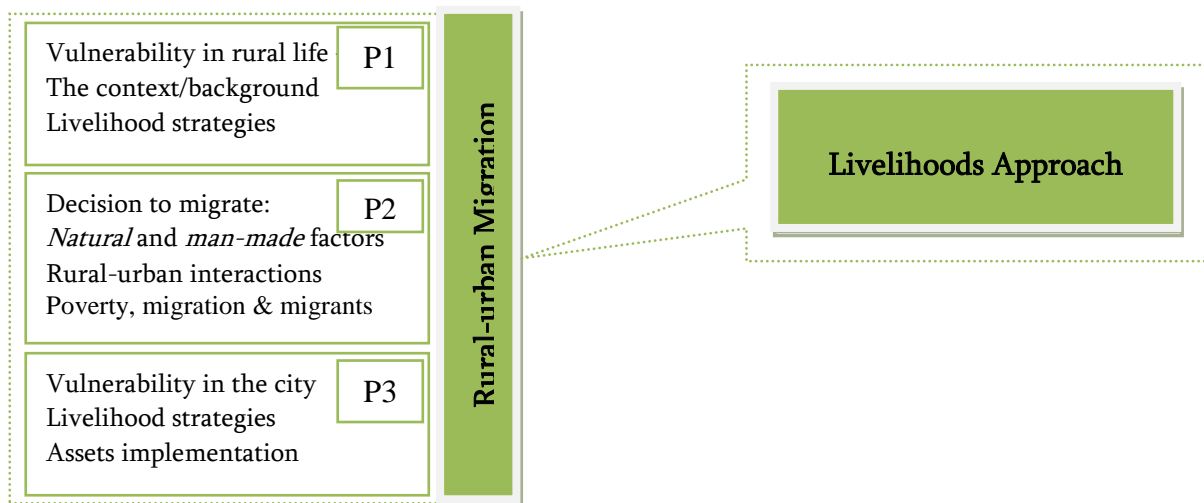 Vulnerability in rural life
P1
The context/background
Livelihood strategies
Decision to migrate:
P2
Natural and man-made factors
Rural-urban interactions
Poverty, migration & migrants
Vulnerability in the city
P3
Livelihood strategies
Assets implementation
Rural-urban Migration
Livelihoods Approach